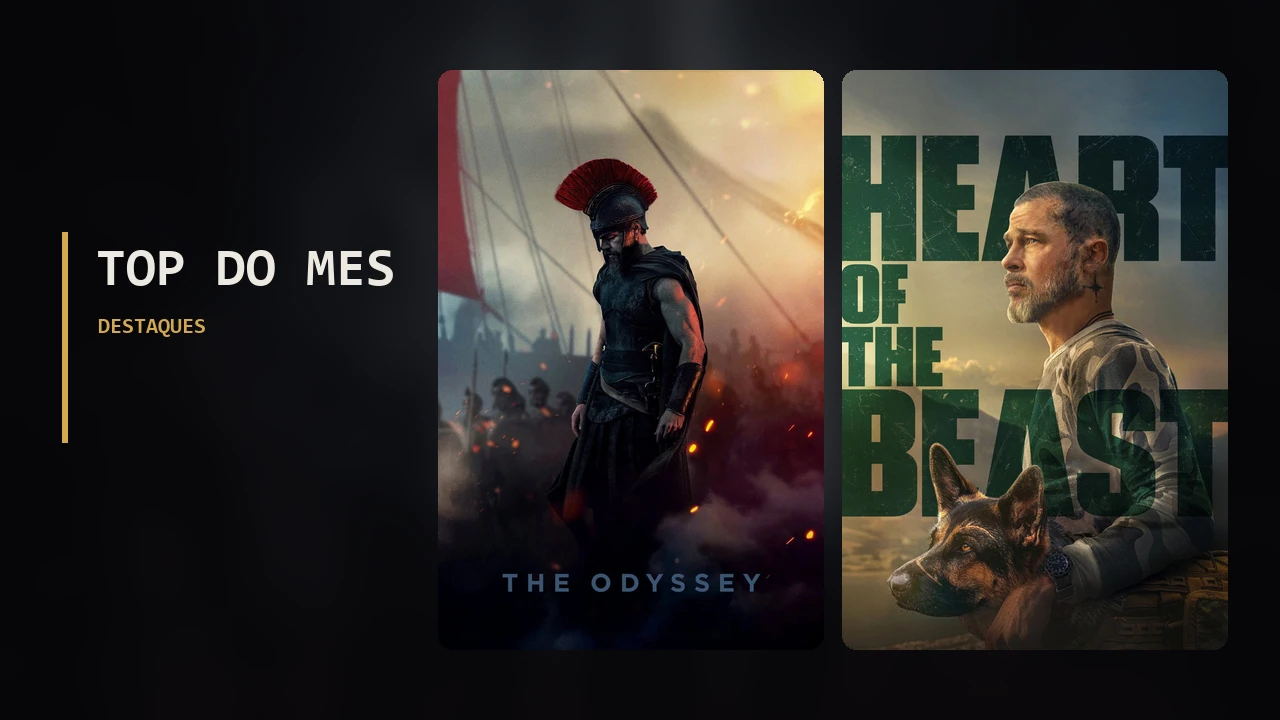 TOP DO MES
DESTAQUES
THE ODYSSEY
HEART
OF
THE
BEAST